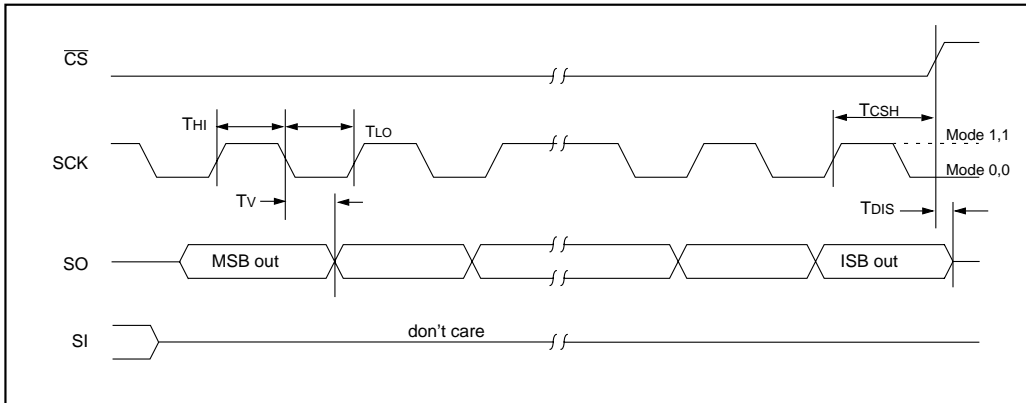 CS
TCSH
THI
TLO
Mode 1,1
SCK
Mode 0,0
TV
TDIS
SO
MSB out
ISB out
don't care
SI